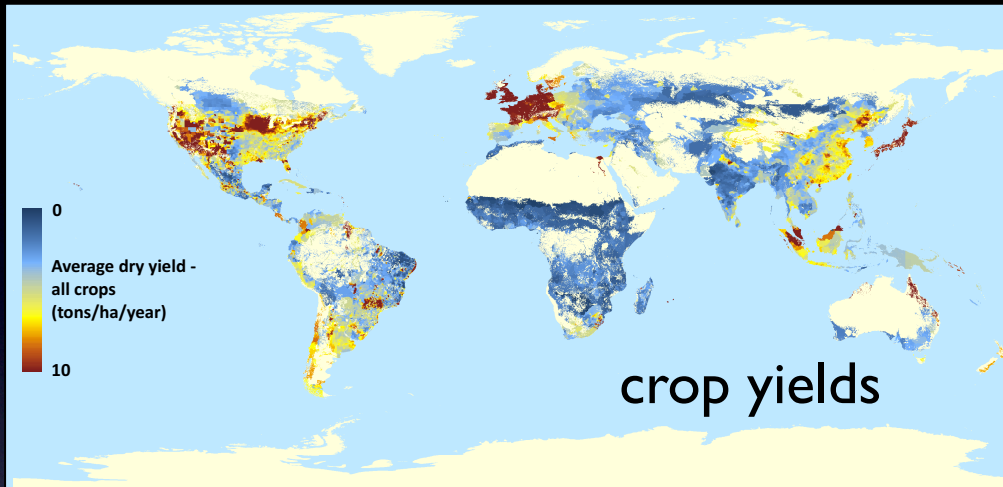 0
Average dry yield -
all crops
(tons/ha/year)
10
crop yields